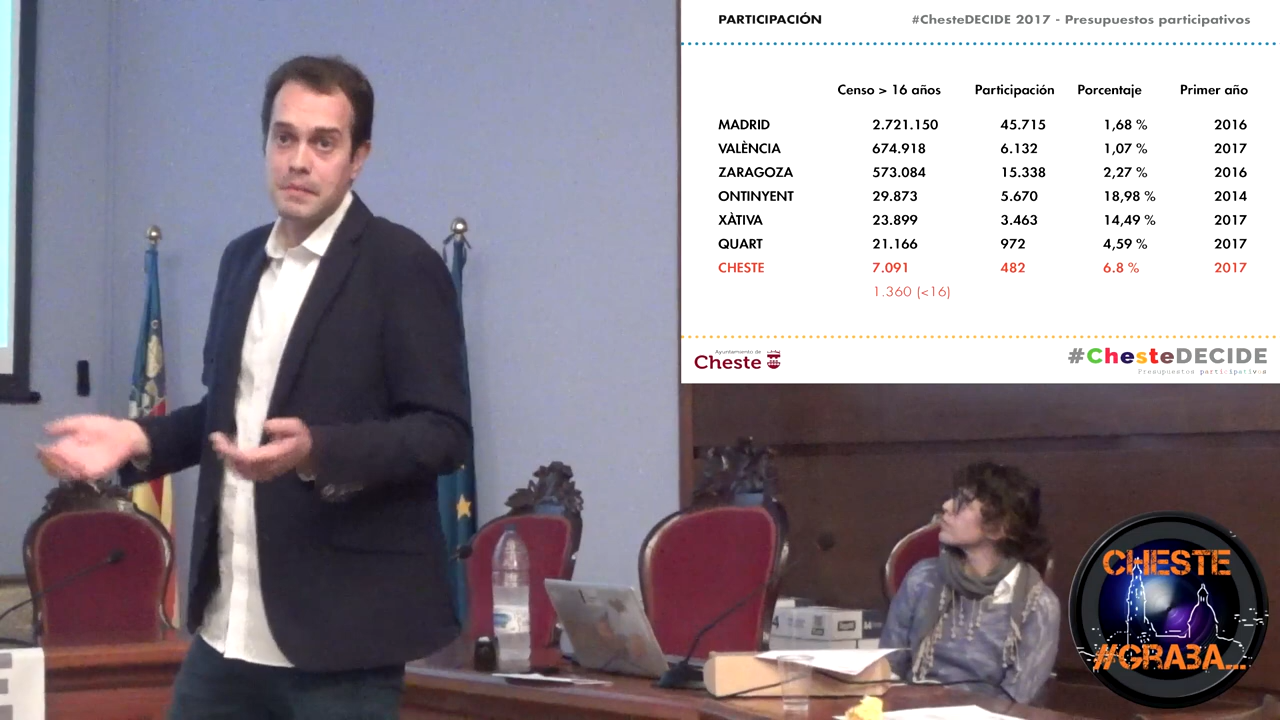 PARTICIPACIÓN #ChesteDECIDE 2017 - Presupuestos participativos
Censo > 16 años Participación Porcentaje Primer año
MADRID 2.721.150 45.715 1,68 % 2016
VALÈNCIA 674.918 6.132 1,07 % 2017
ZARAGOZA 573.084 15.338 2,27 % 2016
ONTINYENT 29.873 5.670 18,98 % 2014
XÀTIVA 23.899 3.463 14,49 % 2017
QUART 21.166 972 4,59 % 2017
CHESTE 7.091 482 6.8 % 2017
1.360 (<16)
Ayuntamiento de
Cheste
#ChesteDECIDE
Presupuestos participativos
CHESTE
#GRABA...